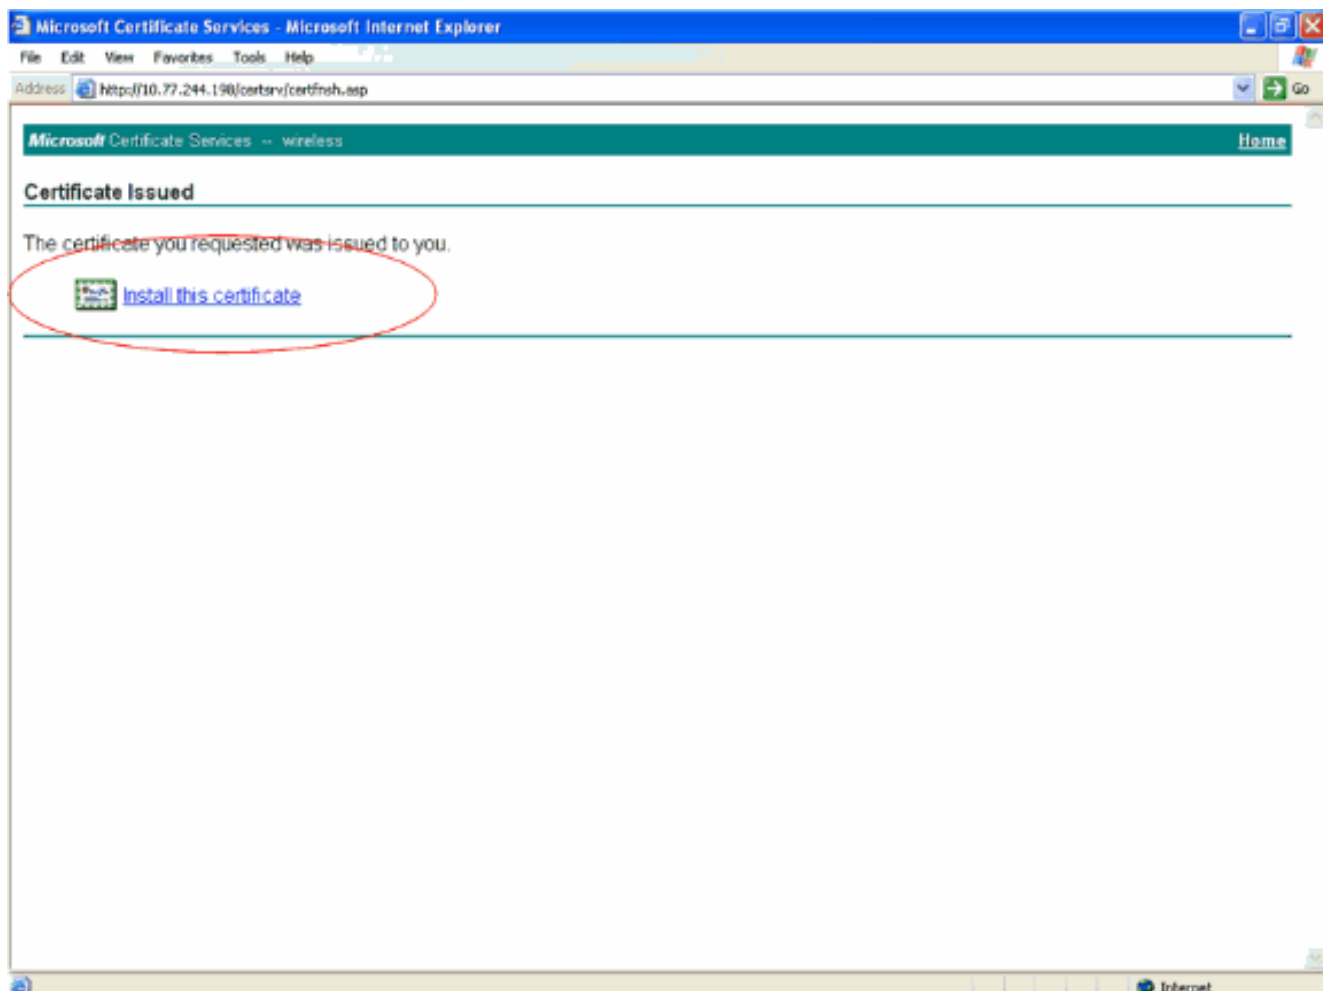 Microsoft Certificate Services - Microsoft Internet Explorer
File Edit View Favorites Tools Help
Address http://10.77.244.198/certsrv/certfnsh.asp Go
Microsoft Certificate Services -- wireless Home
Certificate Issued
The certificate you requested was issued to you.
Install this certificate
Internet